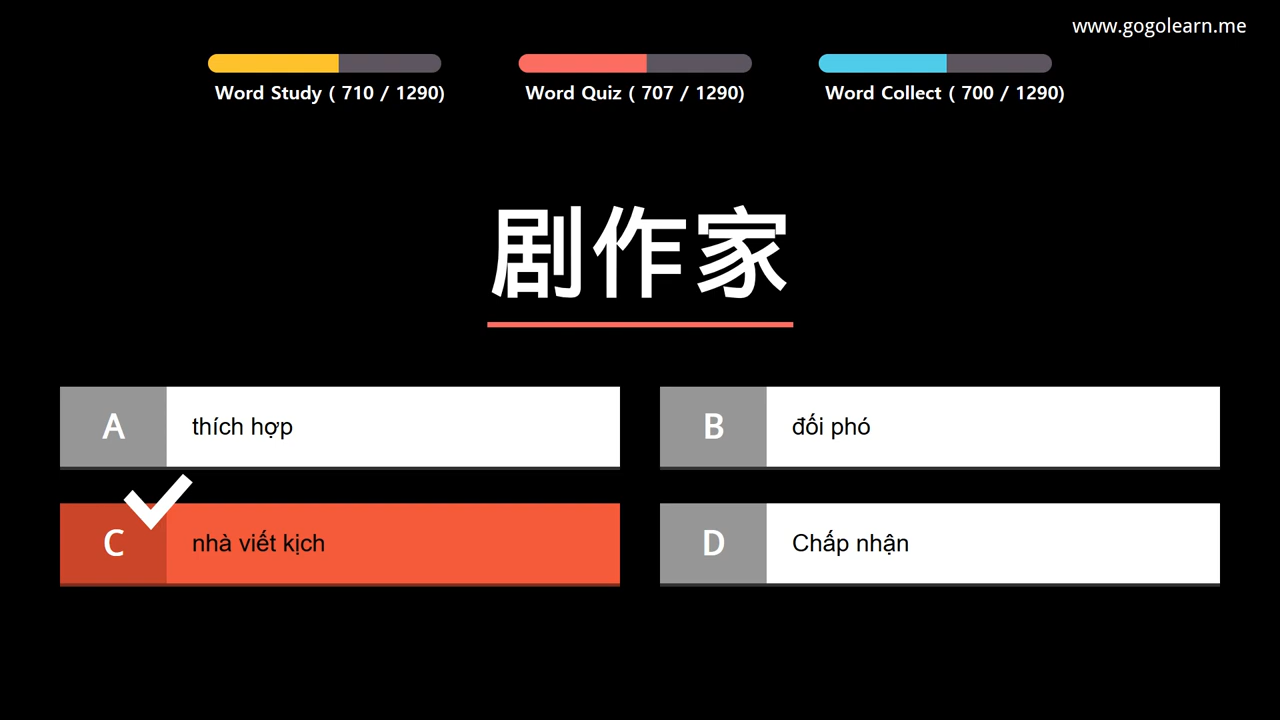 www.gogolearn.me
Word Study ( 710 / 1290)
Word Quiz ( 707 / 1290)
Word Collect ( 700 / 1290)
剧作家
A thích hợp
B đối phó
C nhà viết kịch
D Chấp nhận